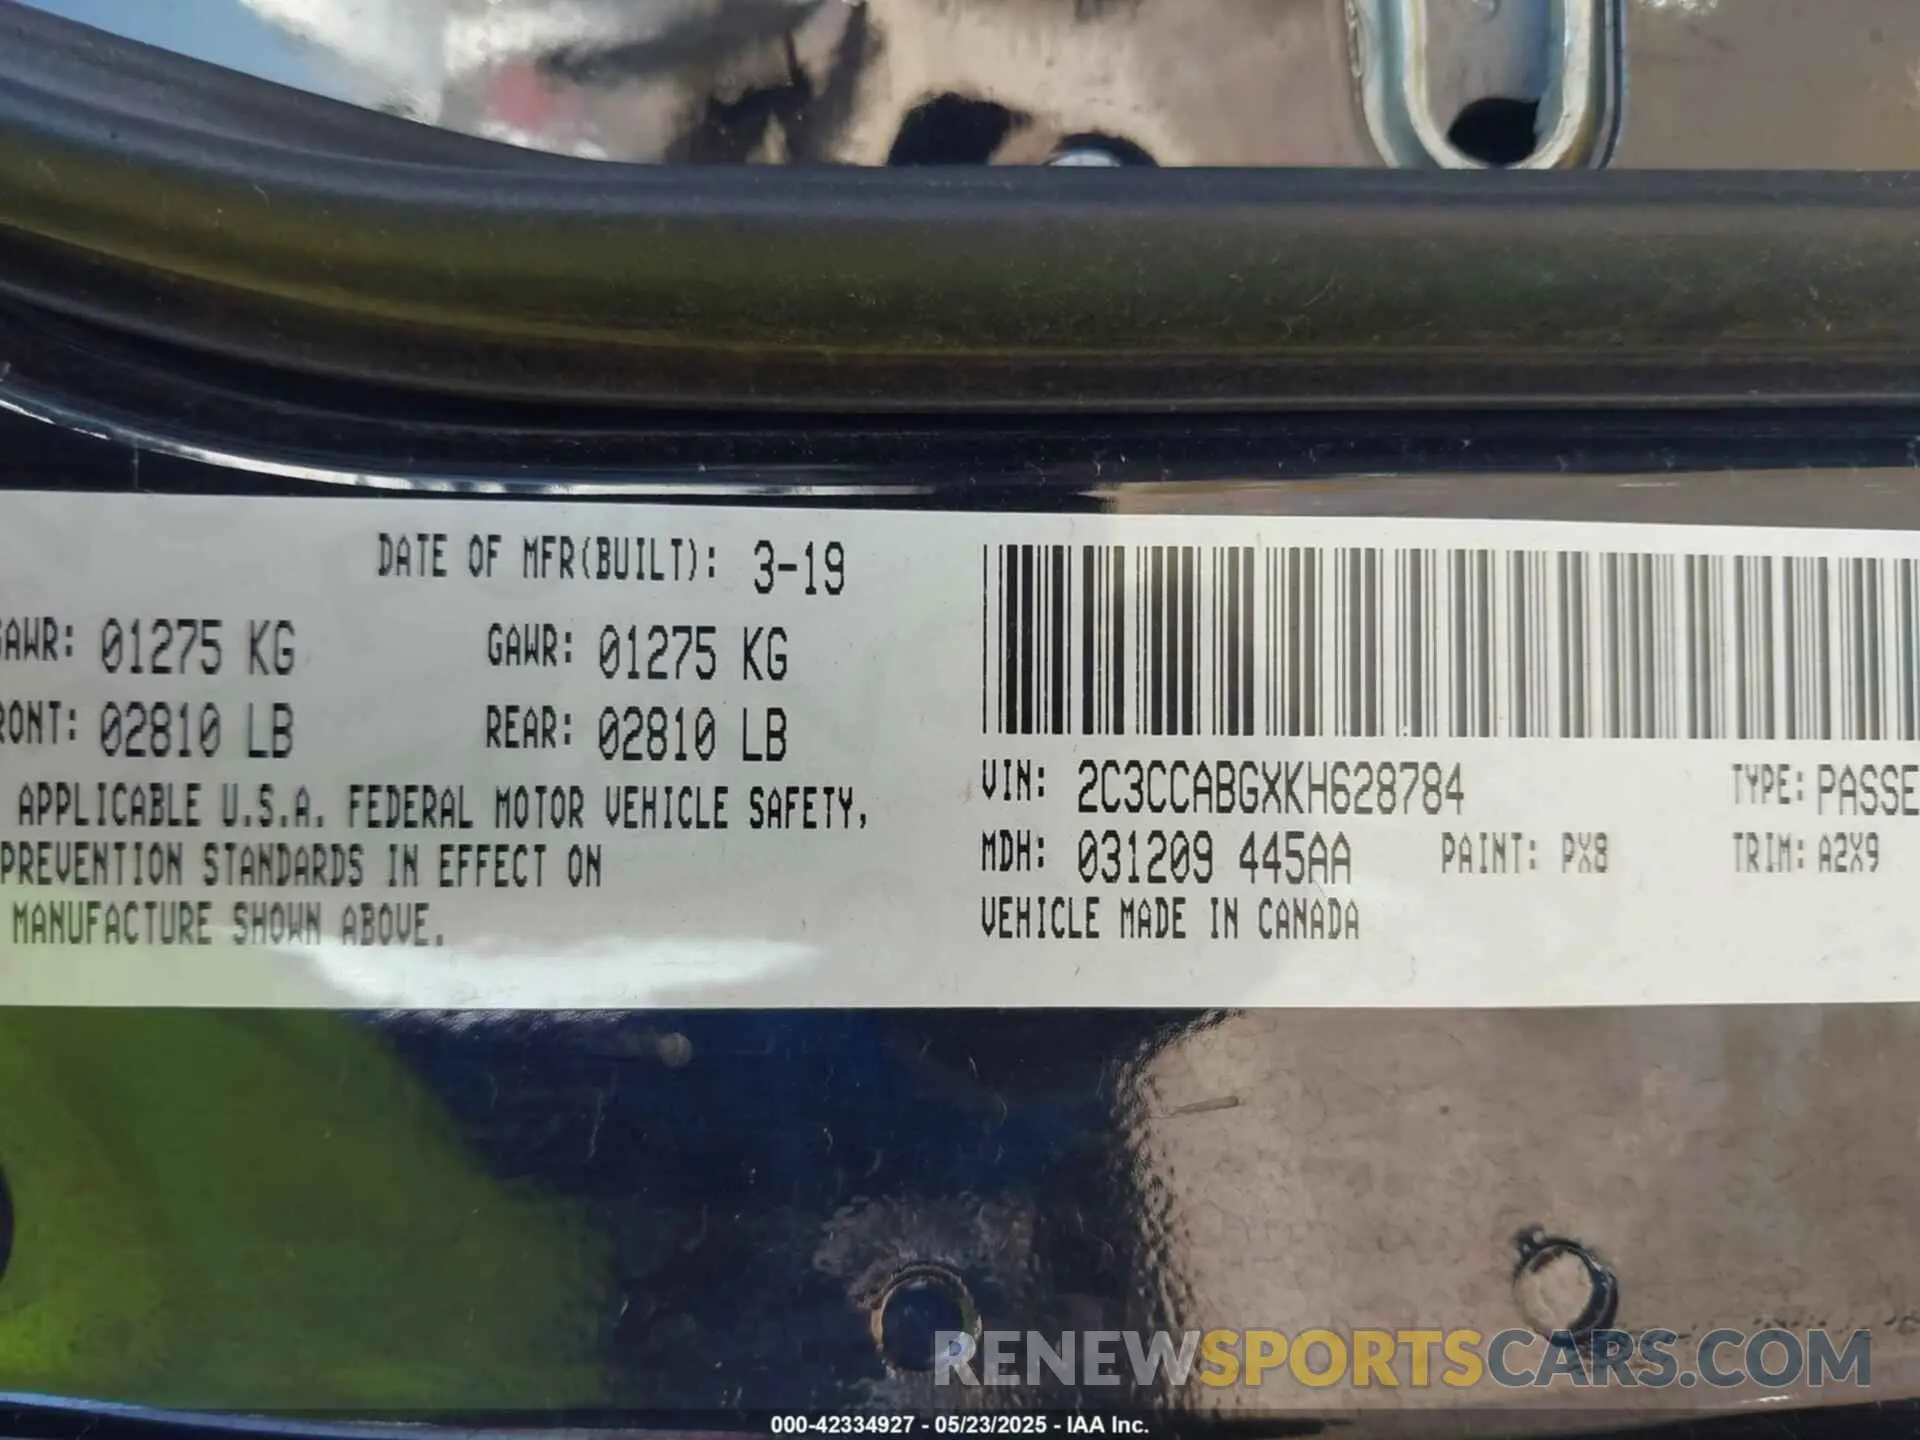 DATE OF MFR(BUILT): 3-19
GAWR: 01275 KG GAWR: 01275 KG
RONT: 02810 LB REAR: 02810 LB
APPLICABLE U.S.A. FEDERAL MOTOR VEHICLE SAFETY,
PREVENTION STANDARDS IN EFFECT ON
MANUFACTURE SHOWN ABOVE.
VIN: 2C3CCABGXKH628784 TYPE: PASSE
MDH: 031209 445AA PAINT: PX8 TRIM: A2X9
VEHICLE MADE IN CANADA
RENEWSPORTSCARS.COM
000-42334927 - 05/23/2025 - IAA Inc.